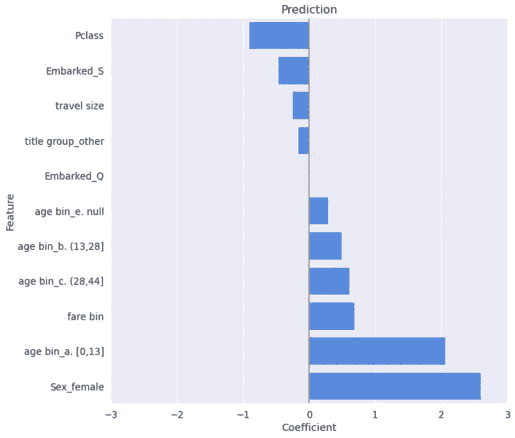 Prediction
Pclass
Embarked_S
travel size
title group_other
Embarked_Q
age bin_e. null
age bin_b. (13,28]
age bin_c. (28,44]
fare bin
age bin_a. [0,13]
Sex_female
Feature
−3 −2 −1 0 1 2 3
Coefficient